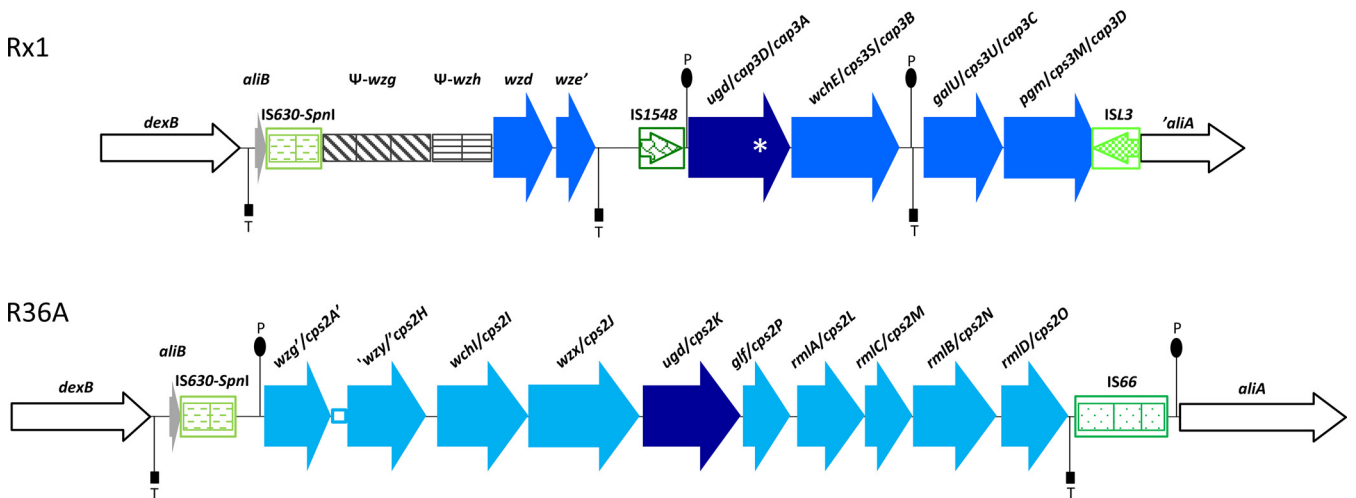 Rx1
dexB
aliB
IS630-SpnI
Ψ-wzg
Ψ-wzh
wzd
wze’
IS1548
P
ugd/cap3D/cap3A
wchE/cps3S/cap3B
P
galU/cps3U/cap3C
pgm/cps3M/cap3D
ISL3
’aliA
*
T
T
T
R36A
dexB
aliB
IS630-SpnI
P
wzg’/cps2A’
‘wzy/’cps2H
wchI/cps2I
wzx/cps2J
ugd/cps2K
glf/cps2P
rmlA/cps2L
rmlC/cps2M
rmlB/cps2N
rmlD/cps2O
IS66
P
aliA
T
T